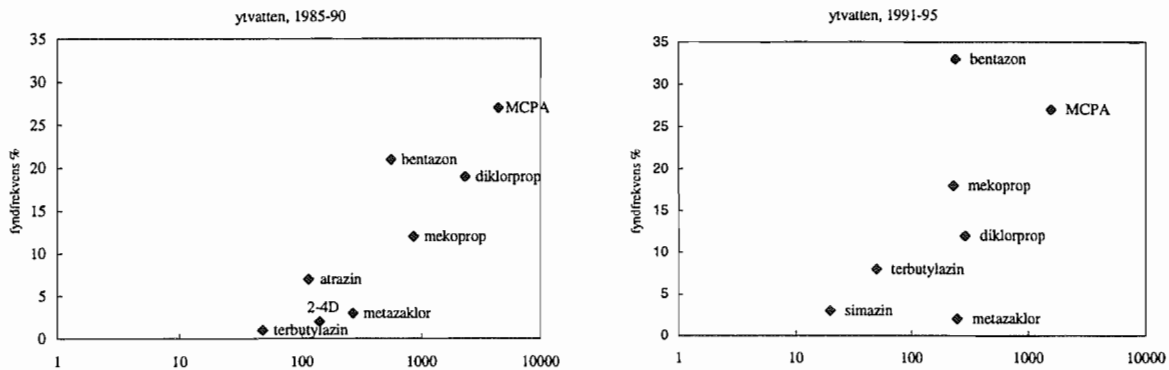 ytvatten, 1985-90
fyndfrekvens %
35
30
25
20
15
10
5
0
MCPA
bentazon
diklorprop
mekoprop
atrazin
2-4D
metazaklor
terbutylazin
1 10 100 1000 10000
ytvatten, 1991-95
fyndfrekvens %
35
30
25
20
15
10
5
0
bentazon
MCPA
mekoprop
diklorprop
terbutylazin
simazin
metazaklor
1 10 100 1000 10000